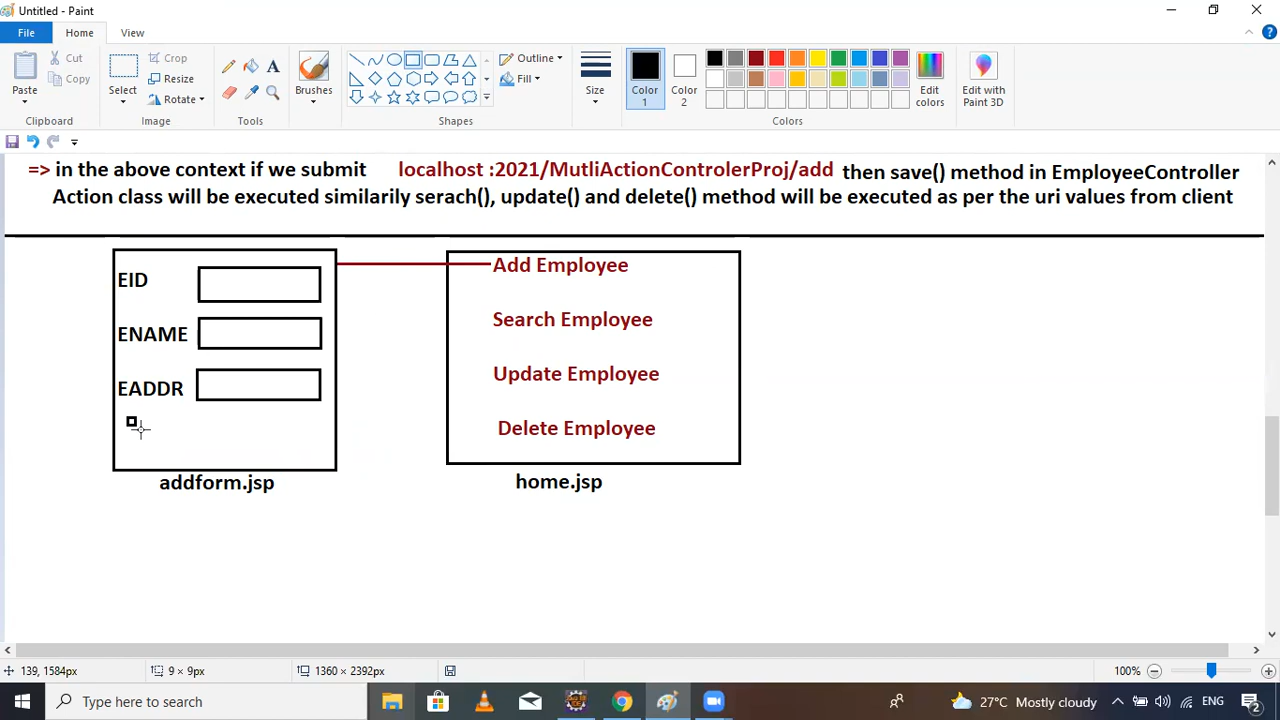 Untitled - Paint
File
Home
View
Paste
Cut
Copy
Clipboard
Select
Crop
Resize
Rotate
Image
Tools
Brushes
Outline
Fill
Shapes
Size
Color 1
Color 2
Edit colors
Edit with Paint 3D
Colors
=> in the above context if we submit localhost :2021/MutliActionControlerProj/add then save() method in EmployeeController
Action class will be executed similarily serach(), update() and delete() method will be executed as per the uri values from client
EID
ENAME
EADDR
addform.jsp
Add Employee
Search Employee
Update Employee
Delete Employee
home.jsp
139, 1584px
9 × 9px
1360 × 2392px
100%
Type here to search
27°C Mostly cloudy
ENG
2